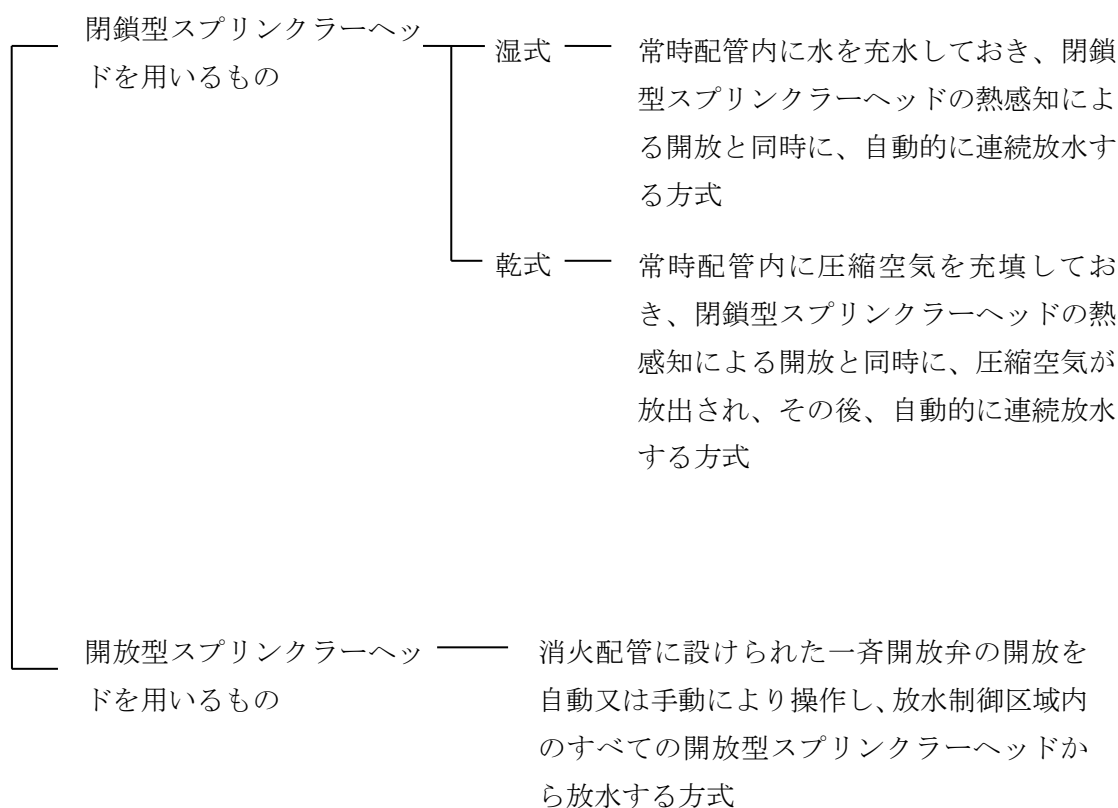 閉鎖型スプリンクラーヘッ
ドを用いるもの
湿式
常時配管内に水を充水しておき、閉鎖
型スプリンクラーヘッドの熱感知によ
る開放と同時に、自動的に連続放水す
る方式
乾式
常時配管内に圧縮空気を充填してお
き、閉鎖型スプリンクラーヘッドの熱
感知による開放と同時に、圧縮空気が
放出され、その後、自動的に連続放水
する方式
開放型スプリンクラーヘッ
ドを用いるもの
消火配管に設けられた一斉開放弁の開放を
自動又は手動により操作し、放水制御区域内
のすべての開放型スプリンクラーヘッドか
ら放水する方式